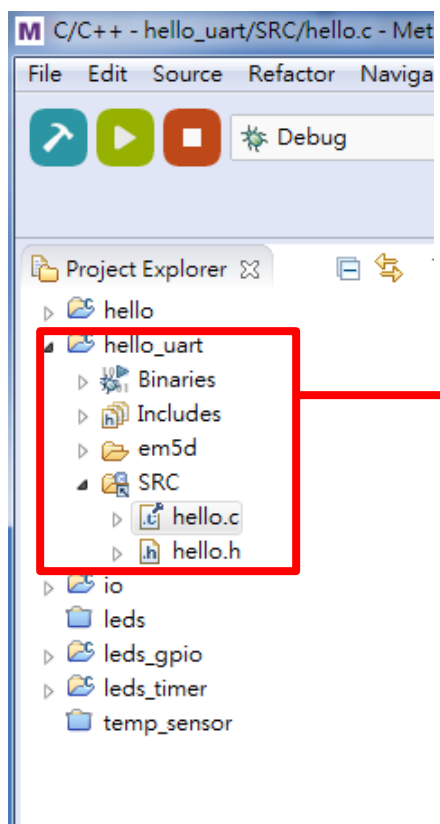 C/C++ - hello_uart/SRC/hello.c - Met
File Edit Source Refactor Naviga
Debug
Project Explorer
hello
hello_uart
Binaries
Includes
em5d
SRC
hello.c
hello.h
io
leds
leds_gpio
leds_timer
temp_sensor